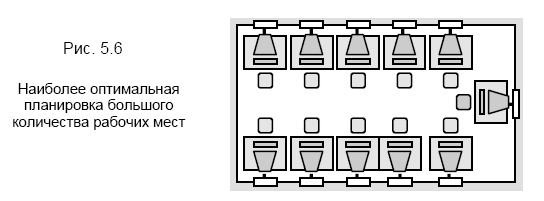 Рис. 5.6
Наиболее оптимальная
планировка большого
количества рабочих мест